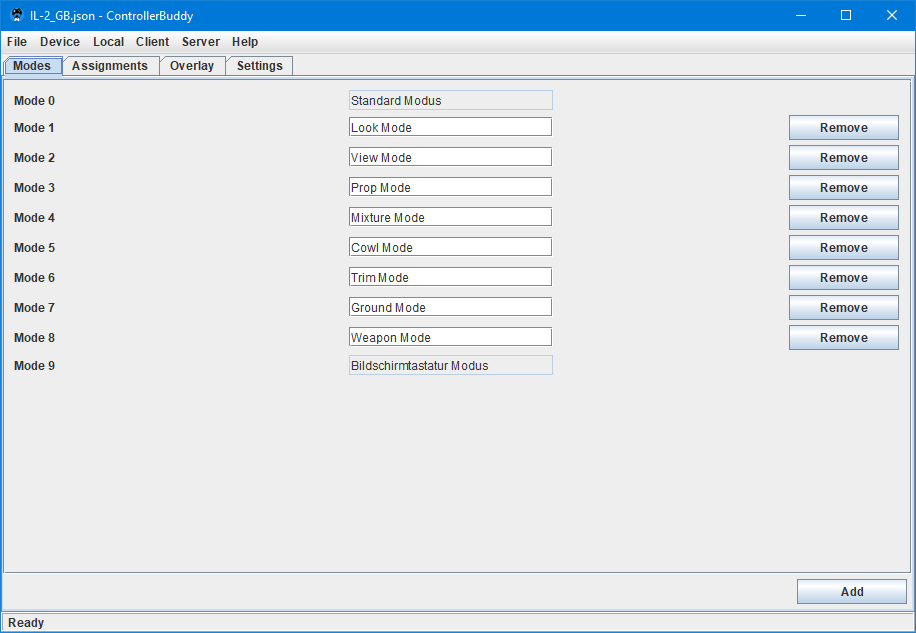 IL-2_GB.json - ControllerBuddy
File Device Local Client Server Help
Modes Assignments Overlay Settings
Mode 0 Standard Modus
Mode 1 Look Mode Remove
Mode 2 View Mode Remove
Mode 3 Prop Mode Remove
Mode 4 Mixture Mode Remove
Mode 5 Cowl Mode Remove
Mode 6 Trim Mode Remove
Mode 7 Ground Mode Remove
Mode 8 Weapon Mode Remove
Mode 9 Bildschirmtastatur Modus
Add
Ready